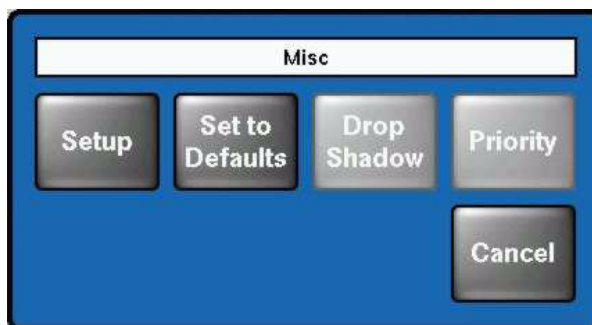 Misc
Setup
Set to
Defaults
Drop
Shadow
Priority
Cancel